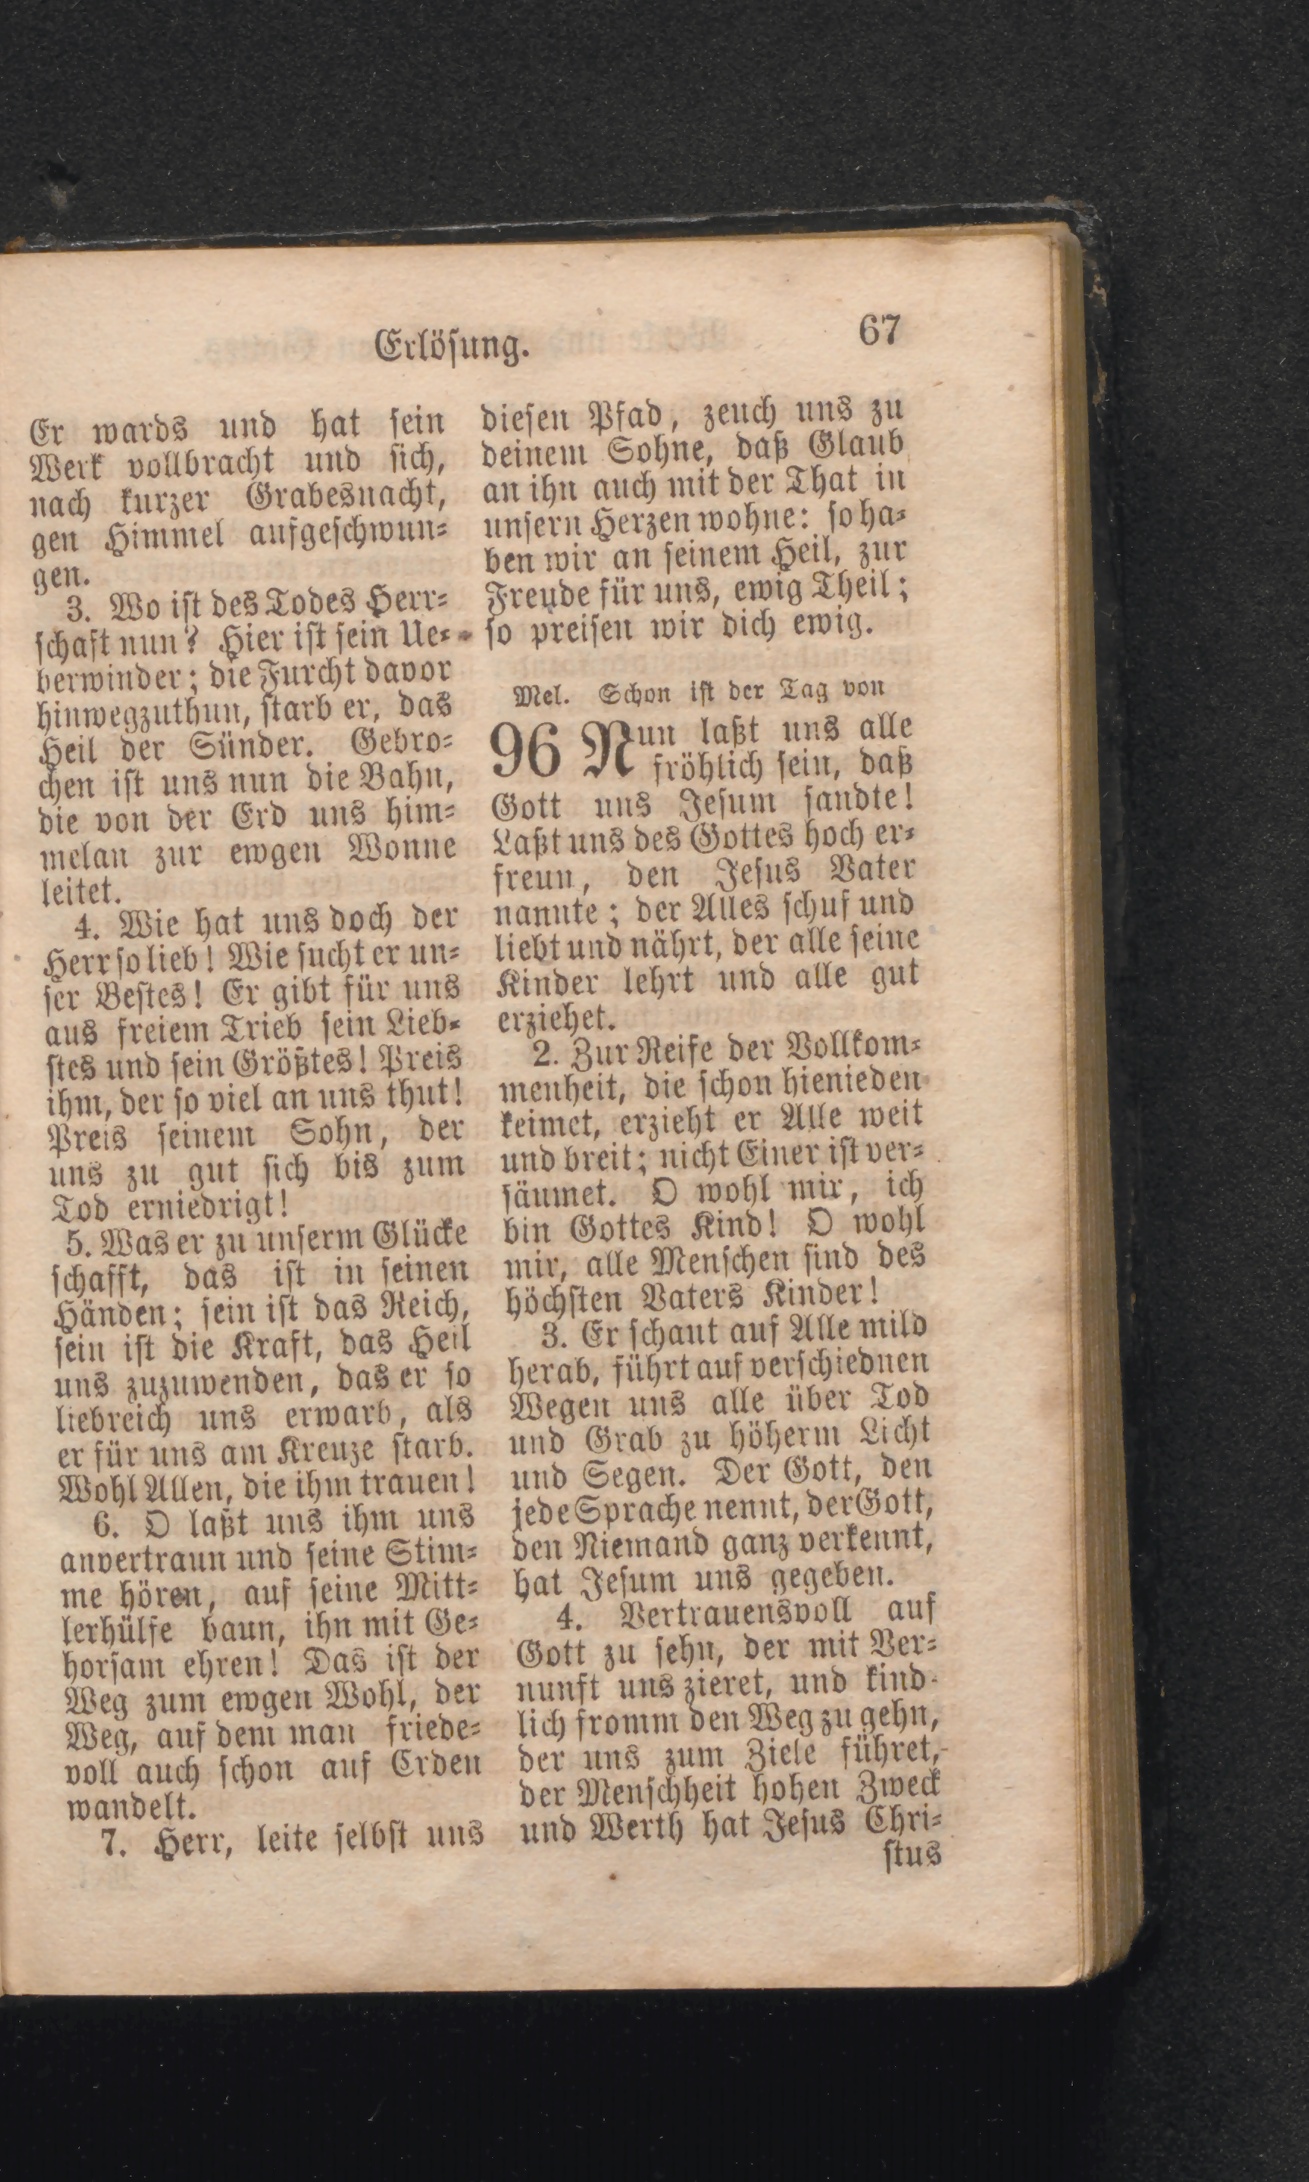 Erlösung.
67
Er wards und hat sein
Werk vollbracht und sich,
nach kurzer Grabesnacht,
gen Himmel aufgeschwun-
gen.
3. Wo ist des Todes Herr-
schaft nun? Hier ist sein Ue-
berwinder; die Furcht davor
hinwegzuthun, starb er, das
Heil der Sünder. Gebro-
chen ist uns nun die Bahn,
die von der Erd uns him-
melan zur ewgen Wonne
leitet.
4. Wie hat uns doch der
Herr so lieb! Wie sucht er un-
ser Bestes! Er gibt für uns
aus freiem Trieb sein Lieb-
stes und sein Größtes! Preis
ihm, der so viel an uns thut!
Preis seinem Sohn, der
uns zu gut sich bis zum
Tod erniedrigt!
5. Was er zu unserm Glücke
schafft, das ist in seinen
Händen; sein ist das Reich,
sein ist die Kraft, das Heil
uns zuzuwenden, das er so
liebreich uns erwarb, als
er für uns am Kreuze starb.
Wohl Allen, die ihm trauen!
6. O laßt uns ihm uns
anvertraun und seine Stim-
me hören, auf seine Mitt-
lerhülfe baun, ihn mit Ge-
horsam ehren! Das ist der
Weg zum ewgen Wohl, der
Weg, auf dem man friede-
voll auch schon auf Erden
wandelt.
7. Herr, leite selbst uns
diesen Pfad, zeuch uns zu
deinem Sohne, daß Glaub
an ihn auch mit der That in
unsern Herzen wohne: so ha-
ben wir an seinem Heil, zur
Freude für uns, ewig Theil;
so preisen wir dich ewig.
Mel. Schon ist der Tag von
96 Nun laßt uns alle
fröhlich sein, daß
Gott uns Jesum sandte!
Laßt uns des Gottes hoch er-
freun, den Jesus Vater
nannte; der Alles schuf und
liebt und nährt, der alle seine
Kinder lehrt und alle gut
erziehet.
2. Zur Reife der Vollkom-
menheit, die schon hienieden
keimet, erzieht er Alle weit
und breit; nicht Einer ist ver-
säumet. O wohl mir, ich
bin Gottes Kind! O wohl
mir, alle Menschen sind des
höchsten Vaters Kinder!
3. Er schaut auf Alle mild
herab, führt auf verschiednen
Wegen uns alle über Tod
und Grab zu höherm Licht
und Segen. Der Gott, den
jede Sprache nennt, der Gott,
den Niemand ganz verkennt,
hat Jesum uns gegeben.
4. Vertrauensvoll auf
Gott zu sehn, der mit Ver-
nunft uns zieret, und kind-
lich fromm den Weg zu gehn,
der uns zum Ziele führet,
der Menschheit hohen Zweck
und Werth hat Jesus Chri-
stus